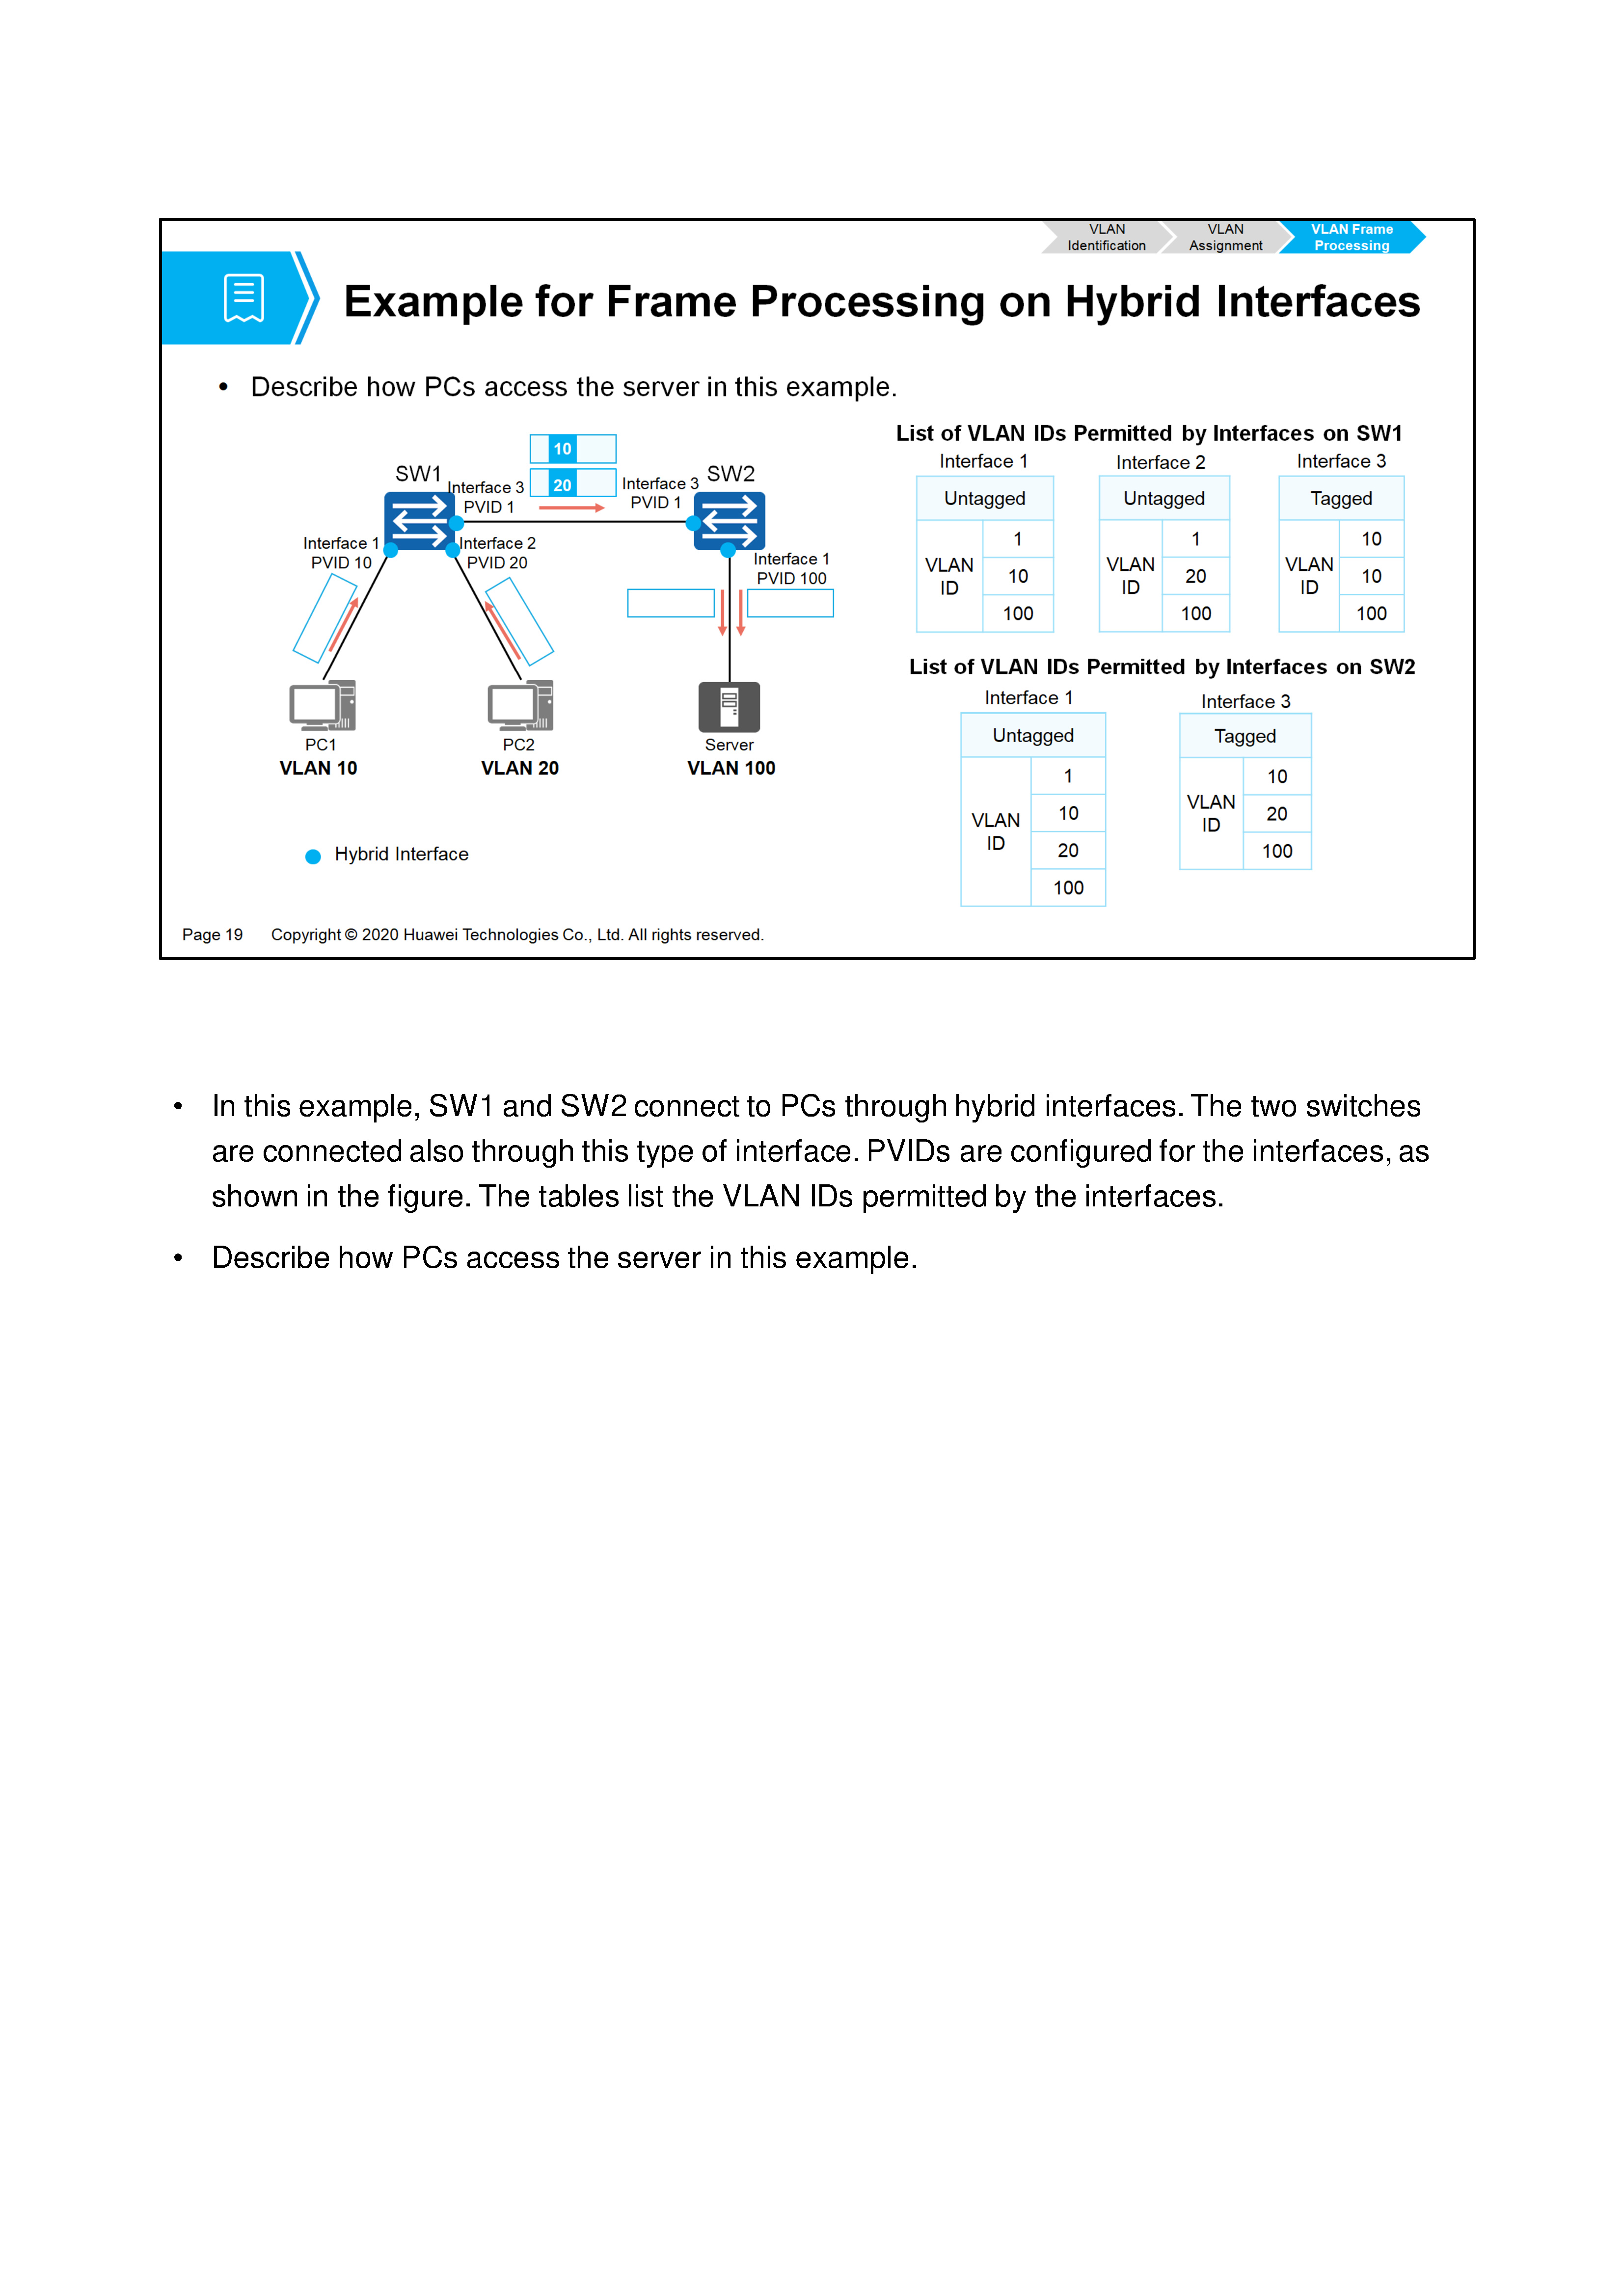 VLAN
Identification
VLAN
Assignment
VLAN Frame
Processing
Example for Frame Processing on Hybrid Interfaces
• Describe how PCs access the server in this example.
10
20
SW1
Interface 3
PVID 1
Interface 3
PVID 1
SW2
Interface 1
PVID 10
Interface 2
PVID 20
Interface 1
PVID 100
PC1
VLAN 10
PC2
VLAN 20
Server
VLAN 100
Hybrid Interface
List of VLAN IDs Permitted by Interfaces on SW1
Interface 1
Untagged
VLAN
ID
1
10
100
Interface 2
Untagged
VLAN
ID
1
20
100
Interface 3
Tagged
VLAN
ID
10
10
100
List of VLAN IDs Permitted by Interfaces on SW2
Interface 1
Untagged
VLAN
ID
1
10
20
100
Interface 3
Tagged
VLAN
ID
10
20
100
Page 19 Copyright © 2020 Huawei Technologies Co., Ltd. All rights reserved.
• In this example, SW1 and SW2 connect to PCs through hybrid interfaces. The two switches
are connected also through this type of interface. PVIDs are configured for the interfaces, as
shown in the figure. The tables list the VLAN IDs permitted by the interfaces.
• Describe how PCs access the server in this example.